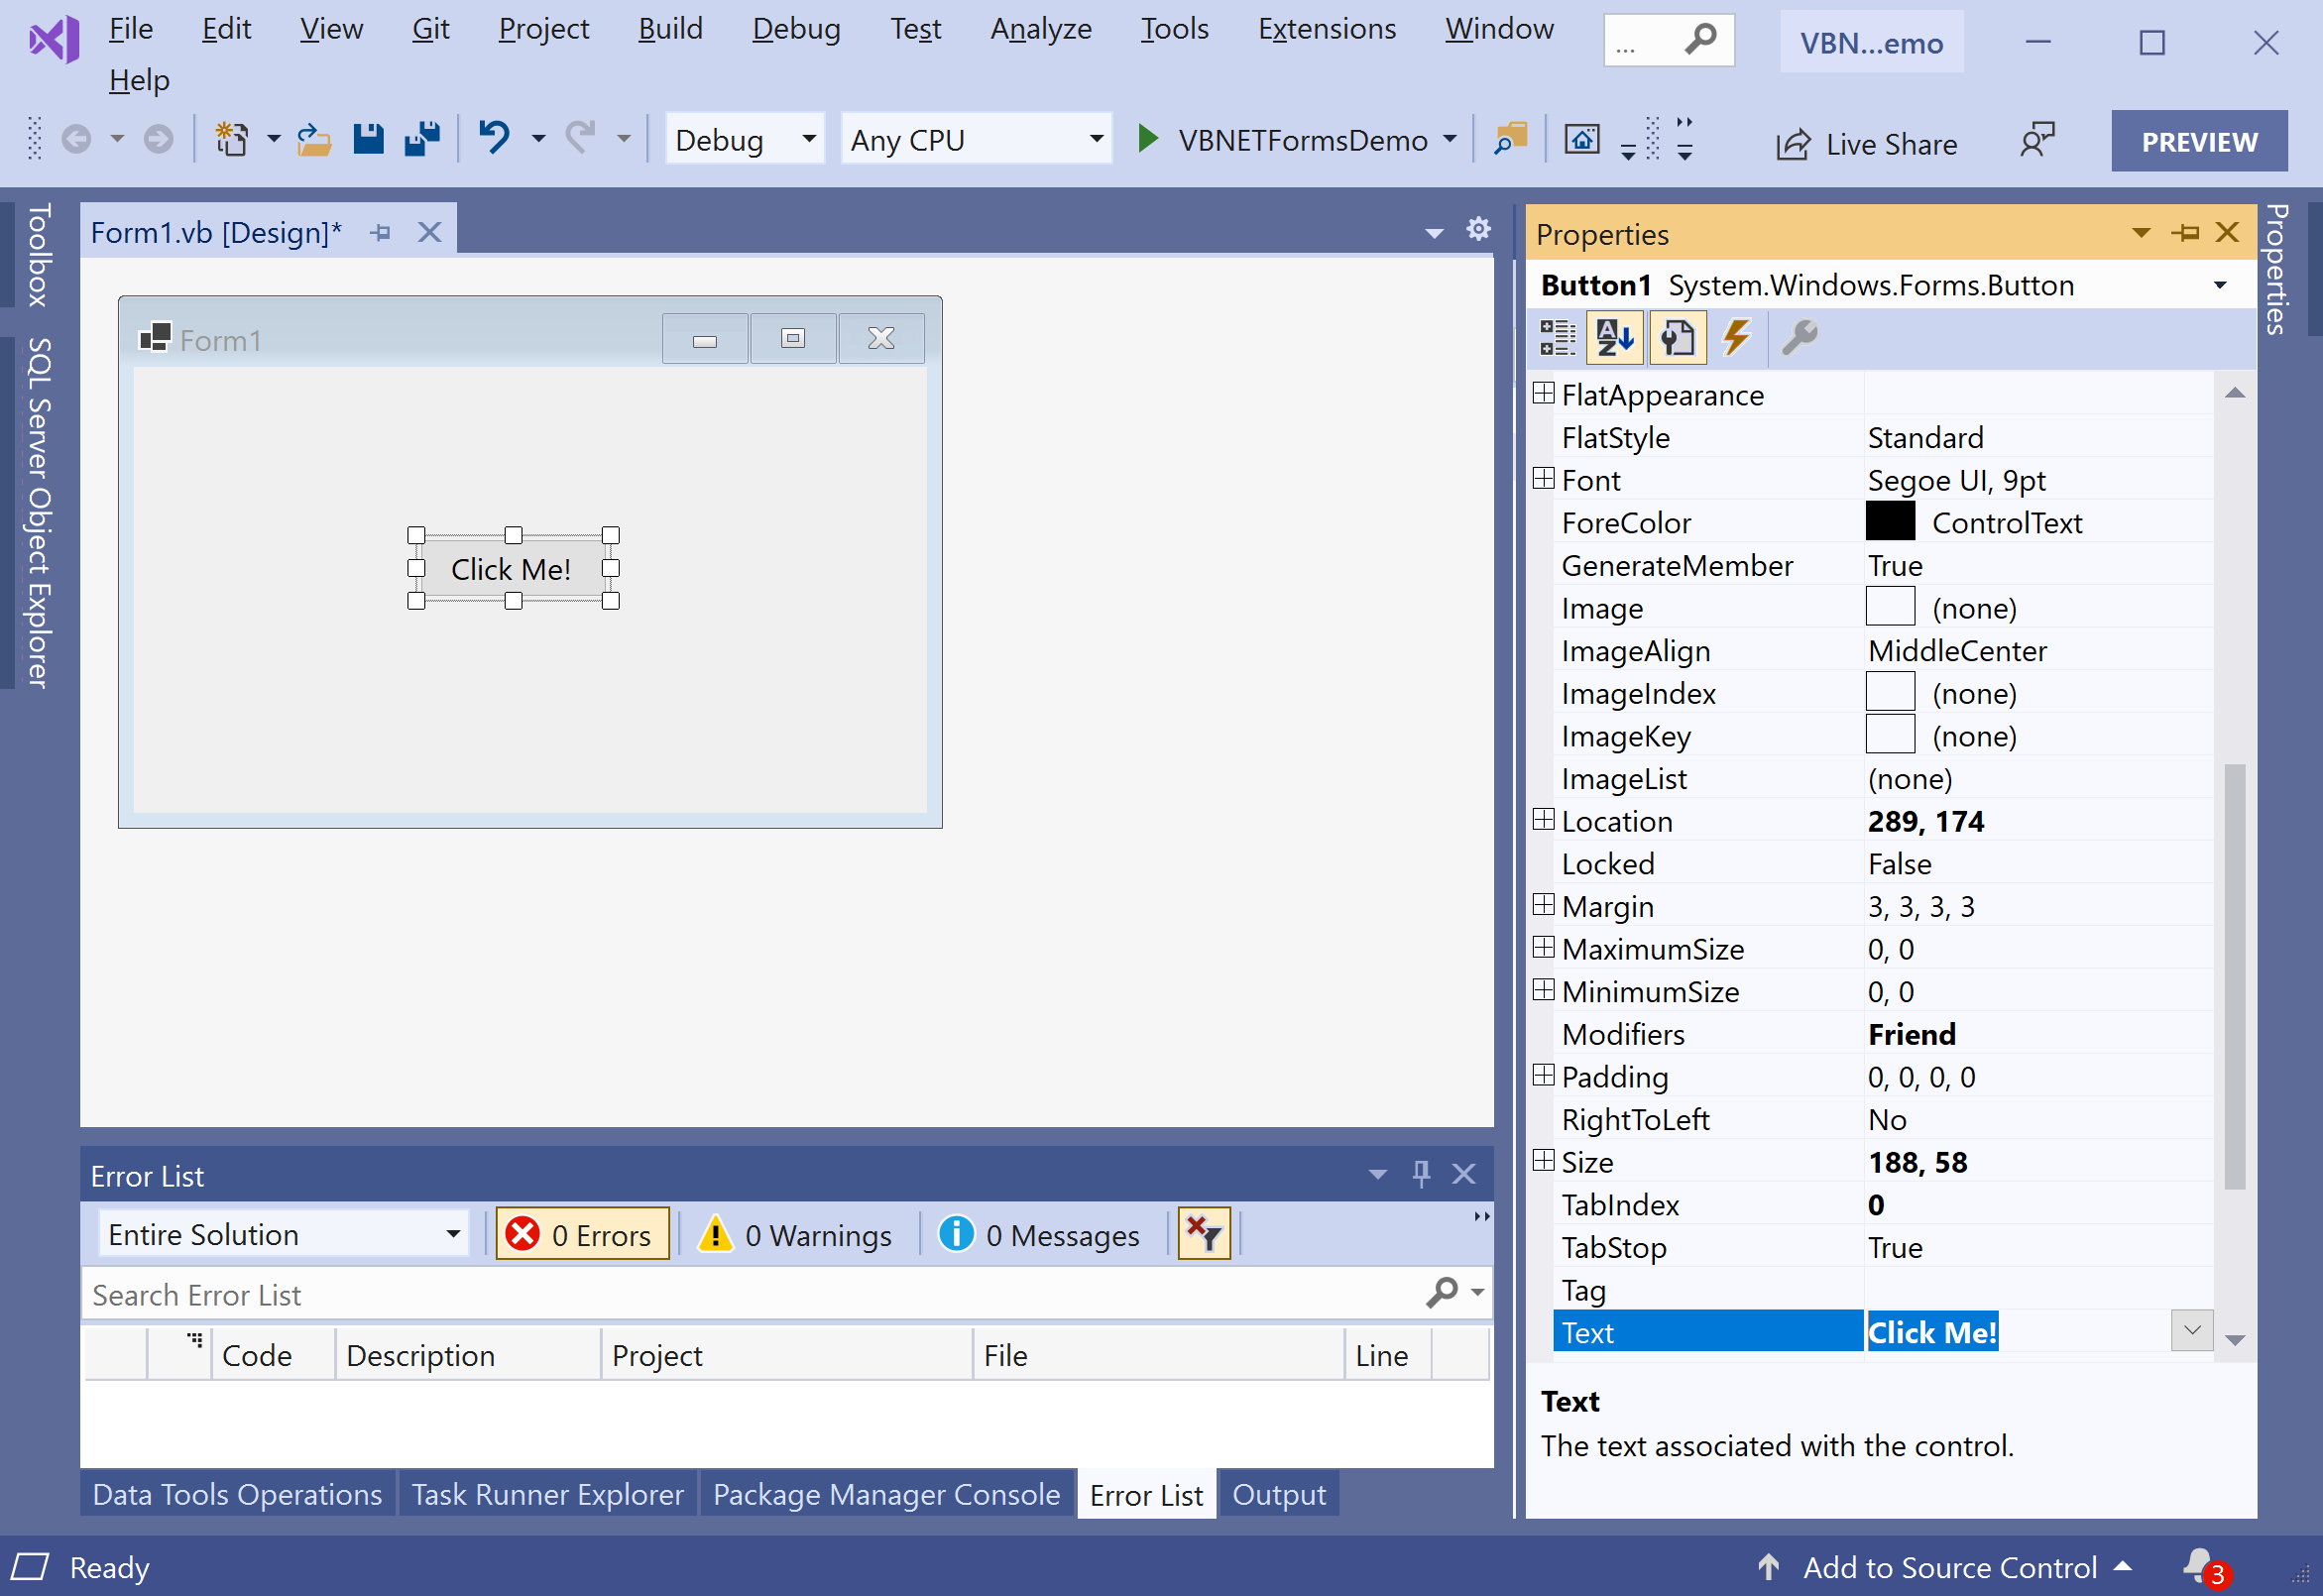 File Edit View Git Project Build Debug Test Analyze Tools Extensions Window ... VBN...emo
Help
Debug Any CPU VBNETFormsDemo Live Share PREVIEW
Toolbox
SQL Server Object Explorer
Form1.vb [Design]*
Form1
Click Me!
Properties
Button1 System.Windows.Forms.Button
FlatAppearance
FlatStyle Standard
Font Segoe UI, 9pt
ForeColor ControlText
GenerateMember True
Image (none)
ImageAlign MiddleCenter
ImageIndex (none)
ImageKey (none)
ImageList (none)
Location 289, 174
Locked False
Margin 3, 3, 3, 3
MaximumSize 0, 0
MinimumSize 0, 0
Modifiers Friend
Padding 0, 0, 0, 0
RightToLeft No
Size 188, 58
TabIndex 0
TabStop True
Tag
Text Click Me!
Text
The text associated with the control.
Properties
Error List
Entire Solution 0 Errors 0 Warnings 0 Messages
Search Error List
Code Description Project File Line
Data Tools Operations Task Runner Explorer Package Manager Console Error List Output
Ready Add to Source Control 3